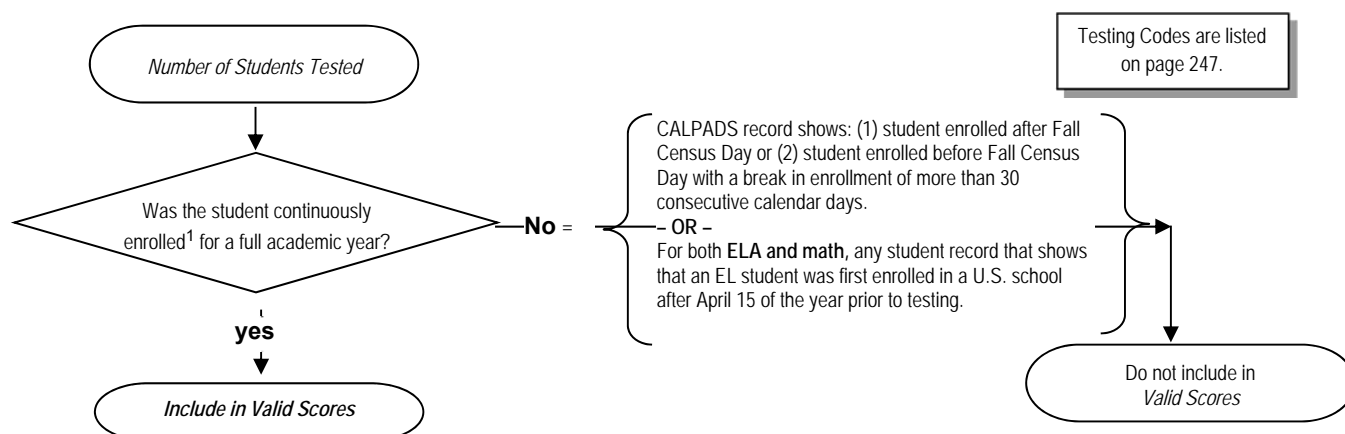 Number of Students Tested
Testing Codes are listed
on page 247.
Was the student continuously
enrolled1 for a full academic year?
No =
CALPADS record shows: (1) student enrolled after Fall
Census Day or (2) student enrolled before Fall Census
Day with a break in enrollment of more than 30
consecutive calendar days.
– OR –
For both ELA and math, any student record that shows
that an EL student was first enrolled in a U.S. school
after April 15 of the year prior to testing.
yes
Include in Valid Scores
Do not include in
Valid Scores